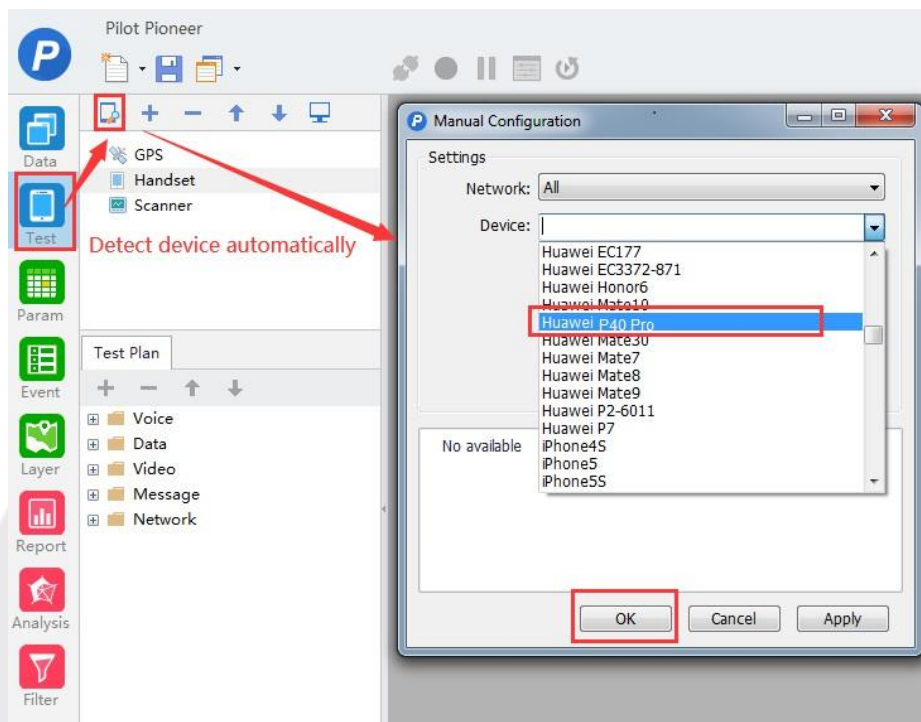 Pilot Pioneer
P
Data
Test
Param
Event
Layer
Report
Analysis
Filter
GPS
Handset
Scanner
Detect device automatically
Test Plan
Voice
Data
Video
Message
Network
P Manual Configuration
Settings
Network: All
Device:
Huawei EC177
Huawei EC3372-871
Huawei Honor6
Huawei Mate10
Huawei P40 Pro
Huawei Mate30
Huawei Mate7
Huawei Mate8
Huawei Mate9
Huawei P2-6011
Huawei P7
iPhone4S
iPhone5
iPhone5S
No available
OK Cancel Apply